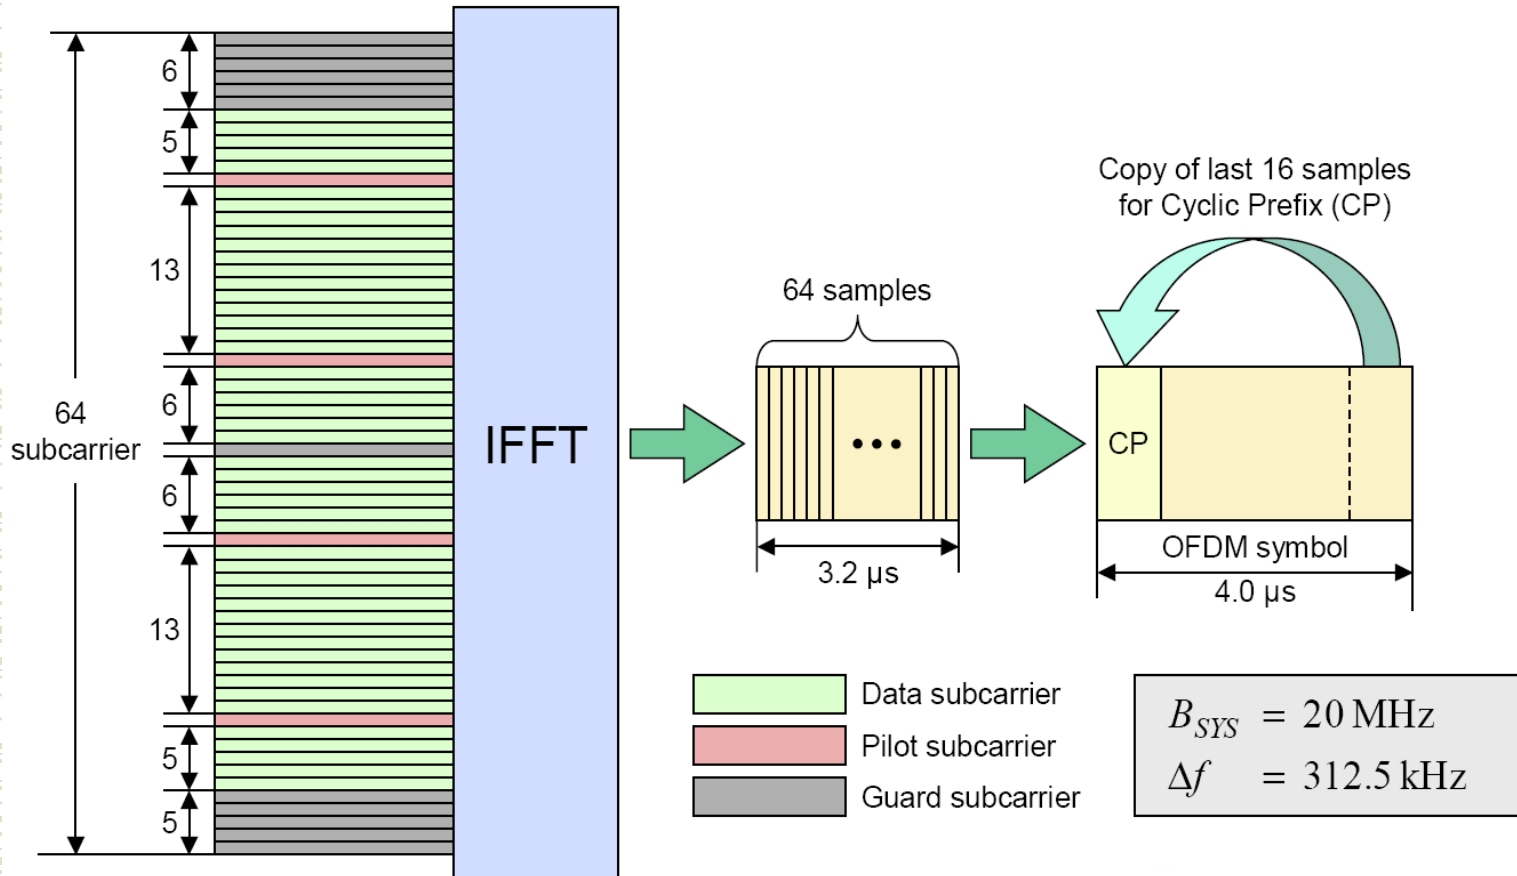 6
5
13
6
64
subcarrier
6
13
5
5
IFFT
64 samples
3.2 µs
Copy of last 16 samples
for Cyclic Prefix (CP)
CP
OFDM symbol
4.0 µs
Data subcarrier
Pilot subcarrier
Guard subcarrier
B_SYS = 20 MHz
Δf = 312.5 kHz